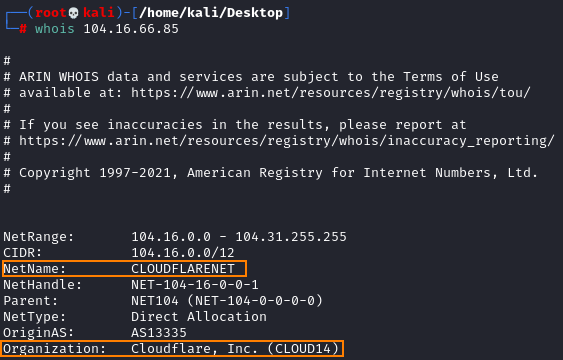 ┌──(root💀kali)-[/home/kali/Desktop]
└─# whois 104.16.66.85
#
# ARIN WHOIS data and services are subject to the Terms of Use
# available at: https://www.arin.net/resources/registry/whois/tou/
#
# If you see inaccuracies in the results, please report at
# https://www.arin.net/resources/registry/whois/inaccuracy_reporting/
#
# Copyright 1997-2021, American Registry for Internet Numbers, Ltd.
#
NetRange: 104.16.0.0 - 104.31.255.255
CIDR: 104.16.0.0/12
NetName: CLOUDFLARENET
NetHandle: NET-104-16-0-0-1
Parent: NET104 (NET-104-0-0-0-0)
NetType: Direct Allocation
OriginAS: AS13335
Organization: Cloudflare, Inc. (CLOUD14)